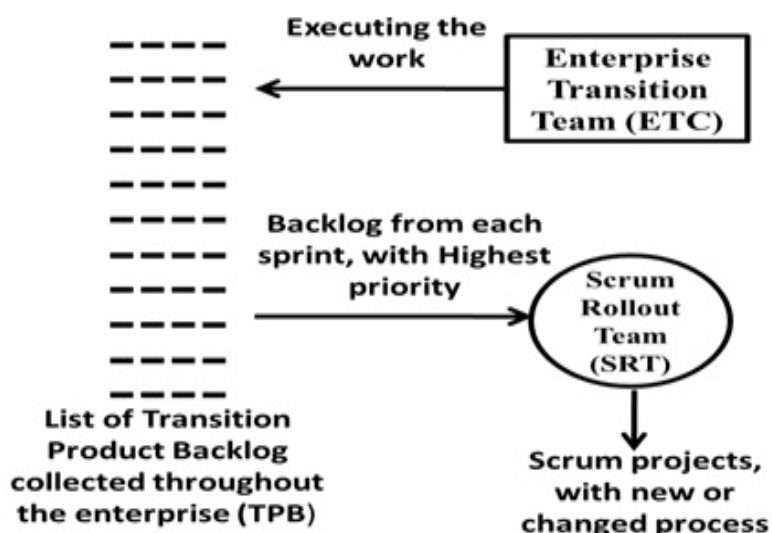 Executing the
work
Enterprise
Transition
Team (ETC)
Backlog from each
sprint, with Highest
priority
Scrum
Rollout
Team
(SRT)
List of Transition
Product Backlog
collected throughout
the enterprise (TPB)
Scrum projects,
with new or
changed process